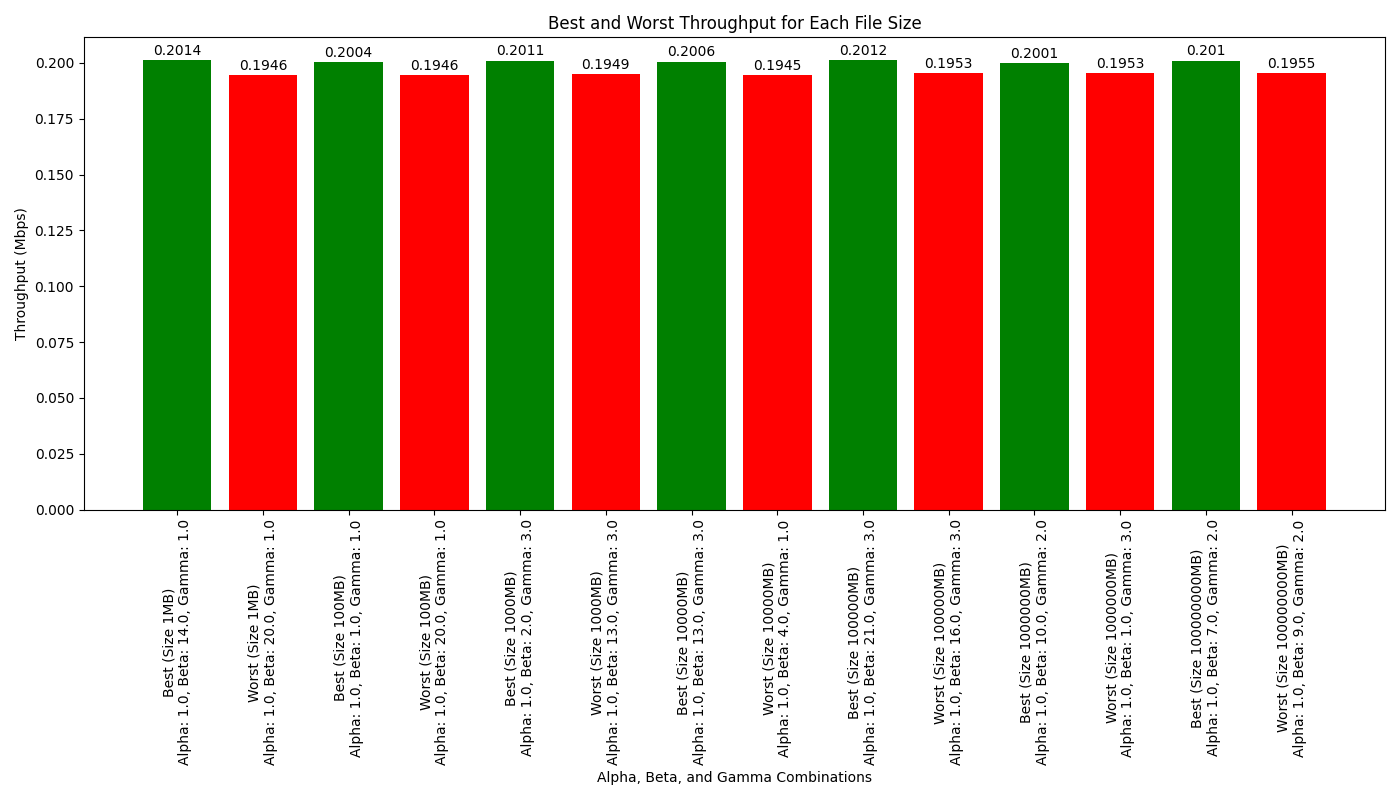 Best and Worst Throughput for Each File Size
Throughput (Mbps)
0.200
0.175
0.150
0.125
0.100
0.075
0.050
0.025
0.000
0.2014
0.1946
0.2004
0.1946
0.2011
0.1949
0.2006
0.1945
0.2012
0.1953
0.2001
0.1953
0.201
0.1955
Best (Size 1MB)
Alpha: 1.0, Beta: 14.0, Gamma: 1.0
Worst (Size 1MB)
Alpha: 1.0, Beta: 20.0, Gamma: 1.0
Best (Size 100MB)
Alpha: 1.0, Beta: 1.0, Gamma: 1.0
Worst (Size 100MB)
Alpha: 1.0, Beta: 20.0, Gamma: 1.0
Best (Size 1000MB)
Alpha: 1.0, Beta: 2.0, Gamma: 3.0
Worst (Size 1000MB)
Alpha: 1.0, Beta: 13.0, Gamma: 3.0
Best (Size 10000MB)
Alpha: 1.0, Beta: 13.0, Gamma: 3.0
Worst (Size 10000MB)
Alpha: 1.0, Beta: 4.0, Gamma: 1.0
Best (Size 100000MB)
Alpha: 1.0, Beta: 21.0, Gamma: 3.0
Worst (Size 100000MB)
Alpha: 1.0, Beta: 16.0, Gamma: 3.0
Best (Size 1000000MB)
Alpha: 1.0, Beta: 10.0, Gamma: 2.0
Worst (Size 1000000MB)
Alpha: 1.0, Beta: 1.0, Gamma: 3.0
Best (Size 100000000MB)
Alpha: 1.0, Beta: 7.0, Gamma: 2.0
Worst (Size 100000000MB)
Alpha: 1.0, Beta: 9.0, Gamma: 2.0
Alpha, Beta, and Gamma Combinations